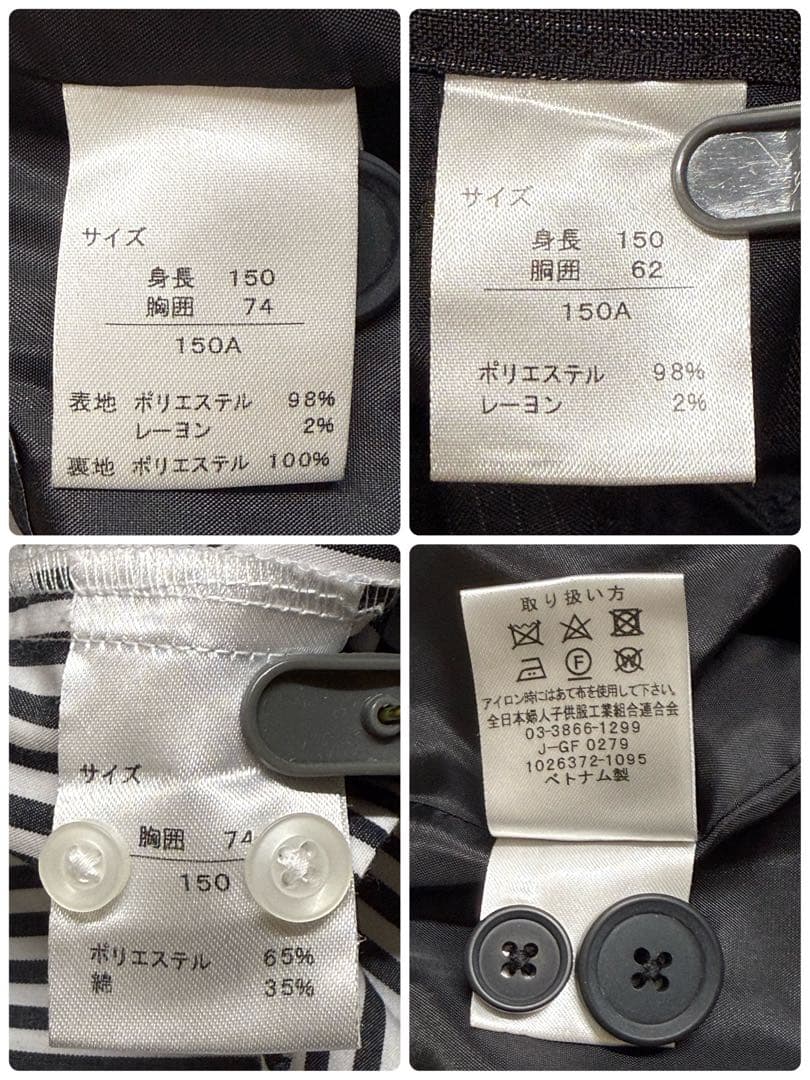 サイズ
身長 150
胸囲 74
150A
表地 ポリエステル 98%
レーヨン 2%
裏地 ポリエステル 100%
サイズ
身長 150
胴囲 62
150A
ポリエステル 98%
レーヨン 2%
サイズ
胸囲 74
150
ポリエステル 65%
綿 35%
取り扱い方
F
W
アイロン時にはあて布を使用して下さい。
全日本婦人子供服工業組合連合会
03-3866-1299
J-GF 0279
1026372-1095
ベトナム製